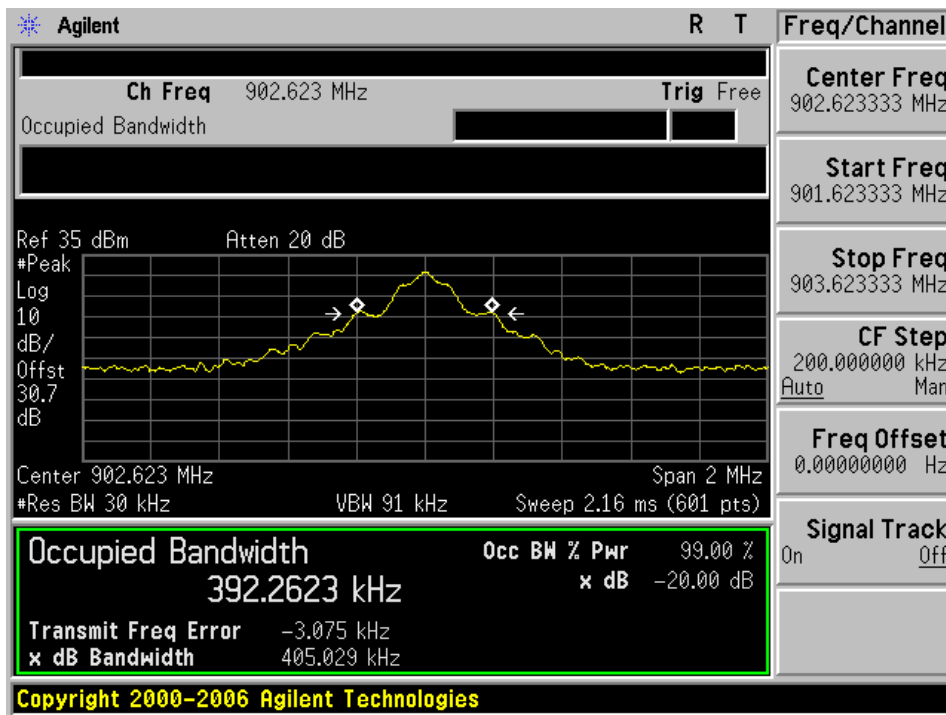 Agilent
R T
Freq/Channel
Ch Freq 902.623 MHz
Trig Free
Occupied Bandwidth
Center Freq
902.623333 MHz
Start Freq
901.623333 MHz
Stop Freq
903.623333 MHz
CF Step
200.000000 kHz
Auto Man
Freq Offset
0.00000000 Hz
Signal Track
On Off
Ref 35 dBm
Atten 20 dB
#Peak
Log
10
dB/
Offst
30.7
dB
Center 902.623 MHz
Span 2 MHz
#Res BW 30 kHz
VBW 91 kHz
Sweep 2.16 ms (601 pts)
Occupied Bandwidth
392.2623 kHz
Occ BW % Pwr 99.00 %
x dB -20.00 dB
Transmit Freq Error -3.075 kHz
x dB Bandwidth 405.029 kHz
Copyright 2000-2006 Agilent Technologies